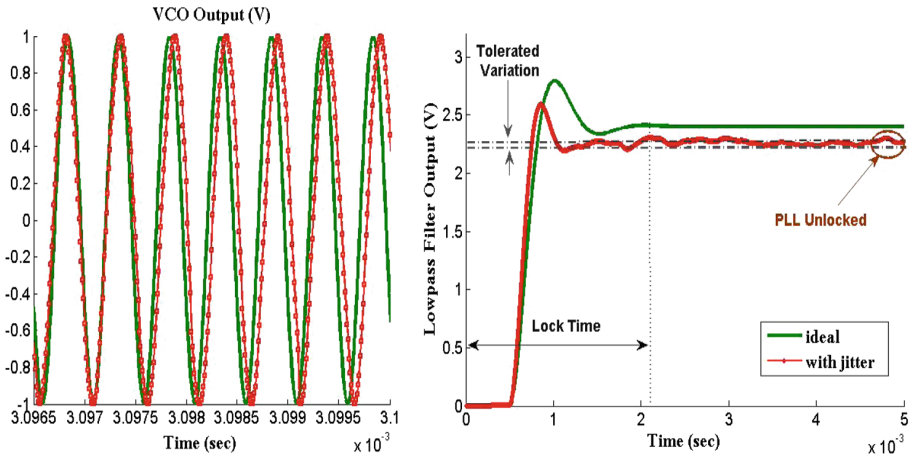 VCO Output (V)
1
0.8
0.6
0.4
0.2
0
-0.2
-0.4
-0.6
-0.8
-1
3.0965
3.097
3.0975
3.098
3.0985
3.099
3.0995
3.1
Time (sec)
x 10⁻³
Lowpass Filter Output (V)
3
2.5
2
1.5
1
0.5
0
Tolerated
Variation
PLL Unlocked
Lock Time
ideal
with jitter
0
1
2
3
4
5
Time (sec)
x 10⁻³